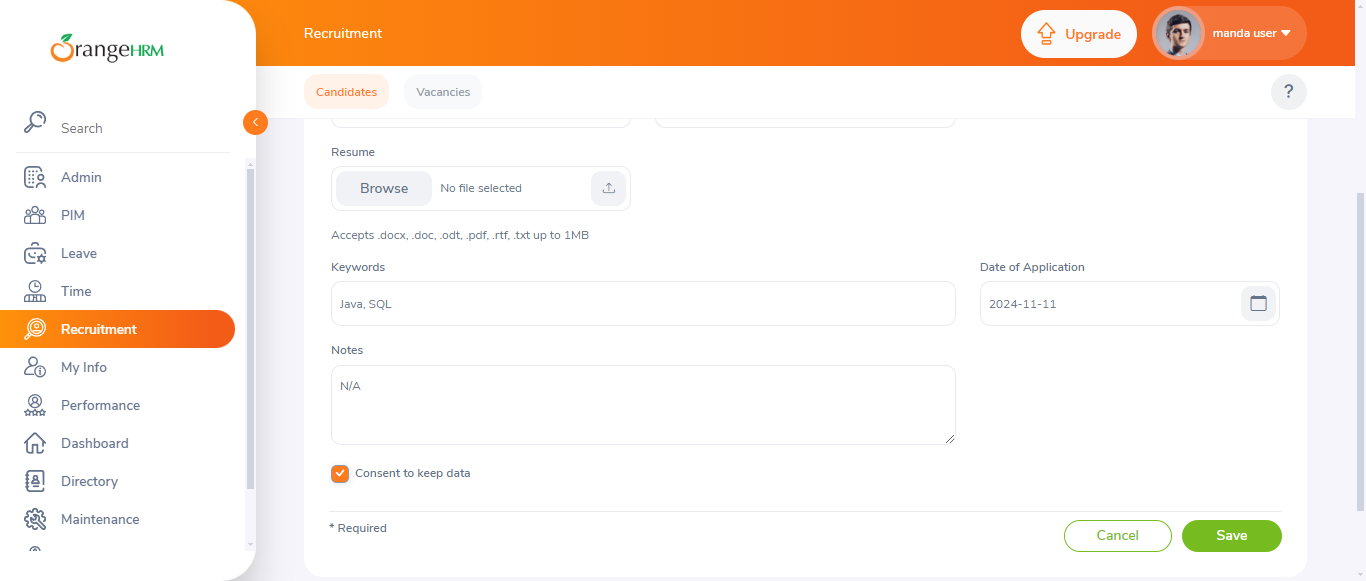 OrangeHRM
Recruitment
Upgrade
manda user
Candidates
Vacancies
?
Search
Admin
PIM
Leave
Time
Recruitment
My Info
Performance
Dashboard
Directory
Maintenance
Resume
Browse
No file selected
Accepts .docx, .doc, .odt, .pdf, .rtf, .txt up to 1MB
Keywords
Date of Application
Java, SQL
2024-11-11
Notes
N/A
Consent to keep data
* Required
Cancel
Save